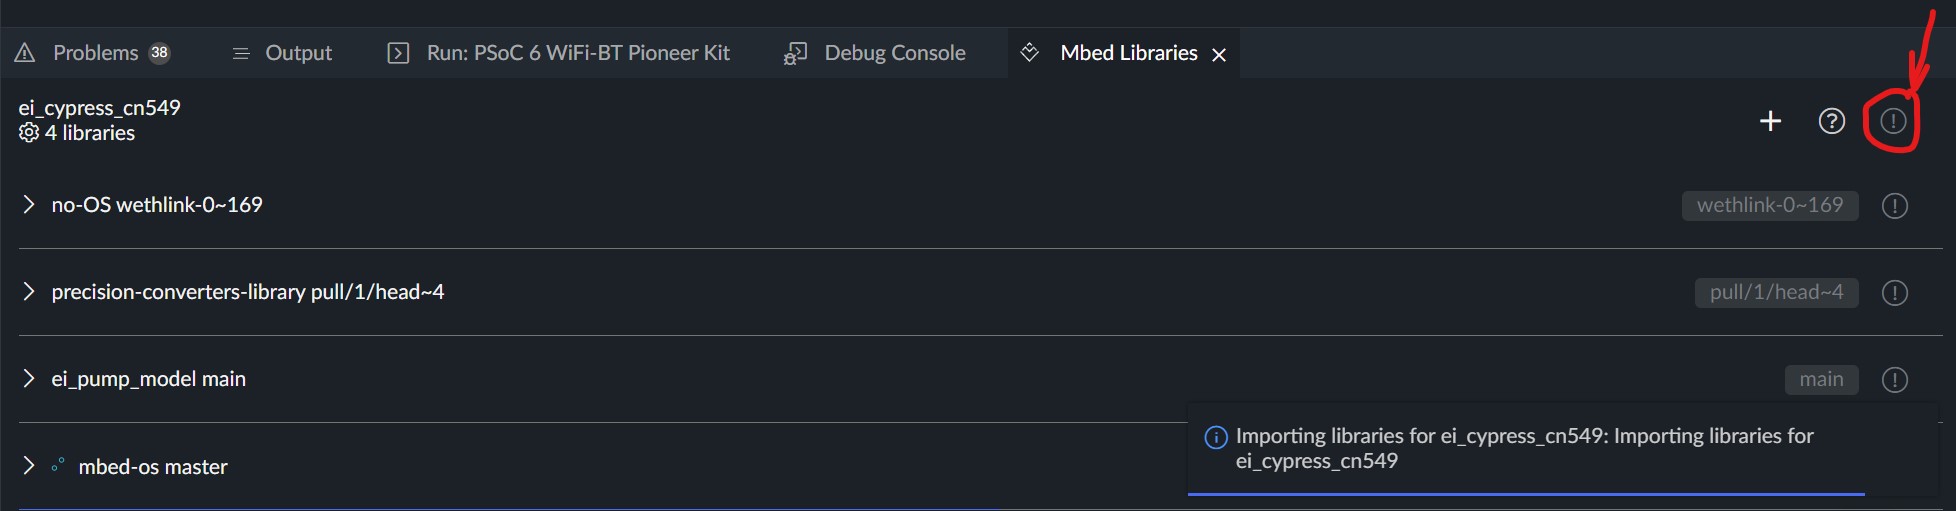 Problems 38 Output Run: PSoC 6 WiFi-BT Pioneer Kit Debug Console Mbed Libraries
ei_cypress_cn549
4 libraries
no-OS wethlink-0~169 wethlink-0~169
precision-converters-library pull/1/head~4 pull/1/head~4
ei_pump_model main main
mbed-os master
Importing libraries for ei_cypress_cn549: Importing libraries for
ei_cypress_cn549